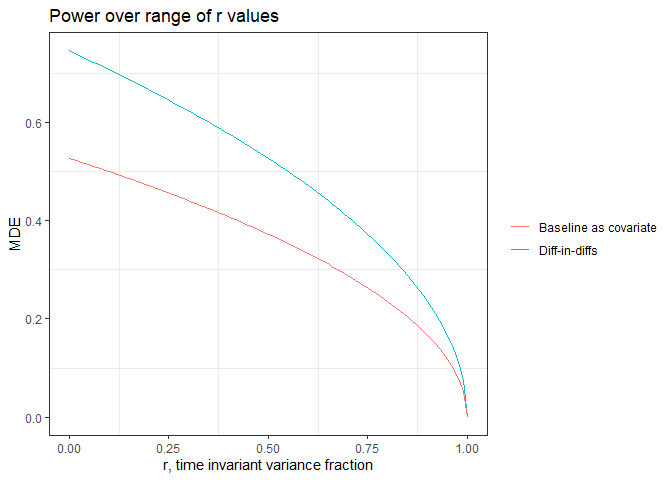 Power over range of r values
MDE
0.6
0.4
0.2
0.0
0.00 0.25 0.50 0.75 1.00
r, time invariant variance fraction
Baseline as covariate
Diff-in-diffs